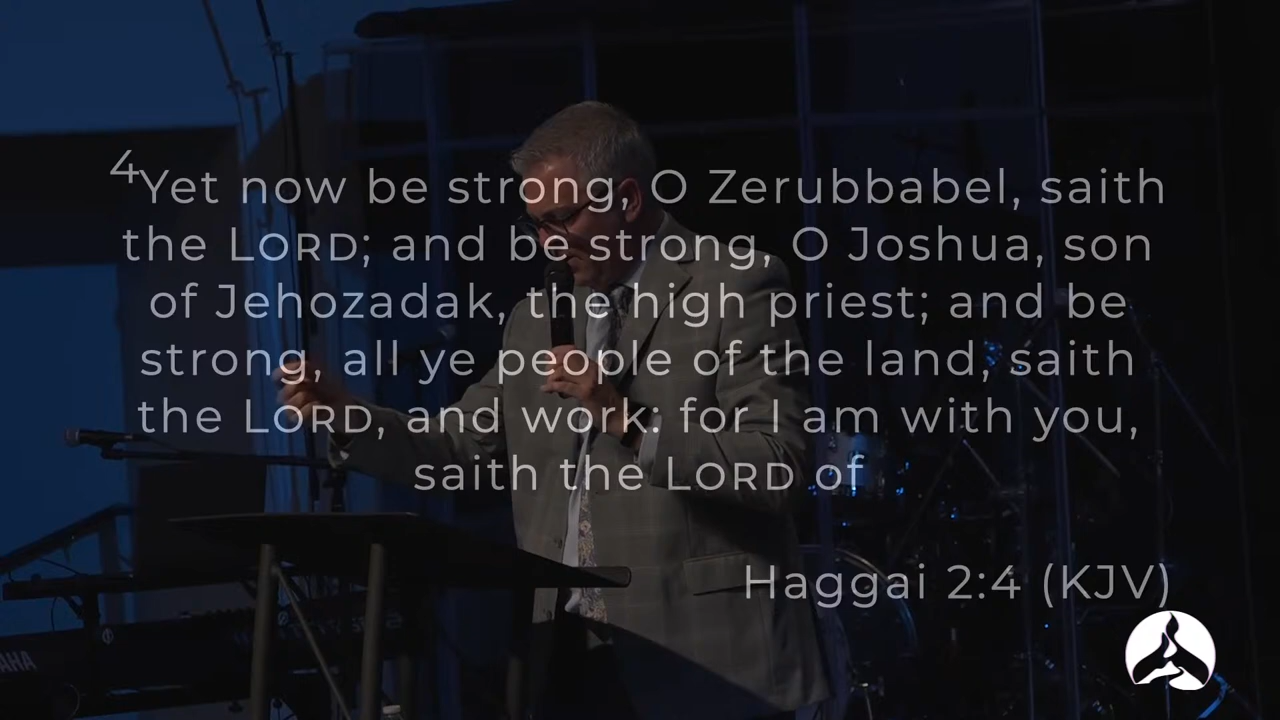 4Yet now be strong, O Zerubbabel, saith
the LORD; and be strong, O Joshua, son
of Jehozadak, the high priest; and be
strong, all ye people of the land, saith
the LORD, and work: for I am with you,
saith the LORD of
Haggai 2:4 (KJV)
AHA